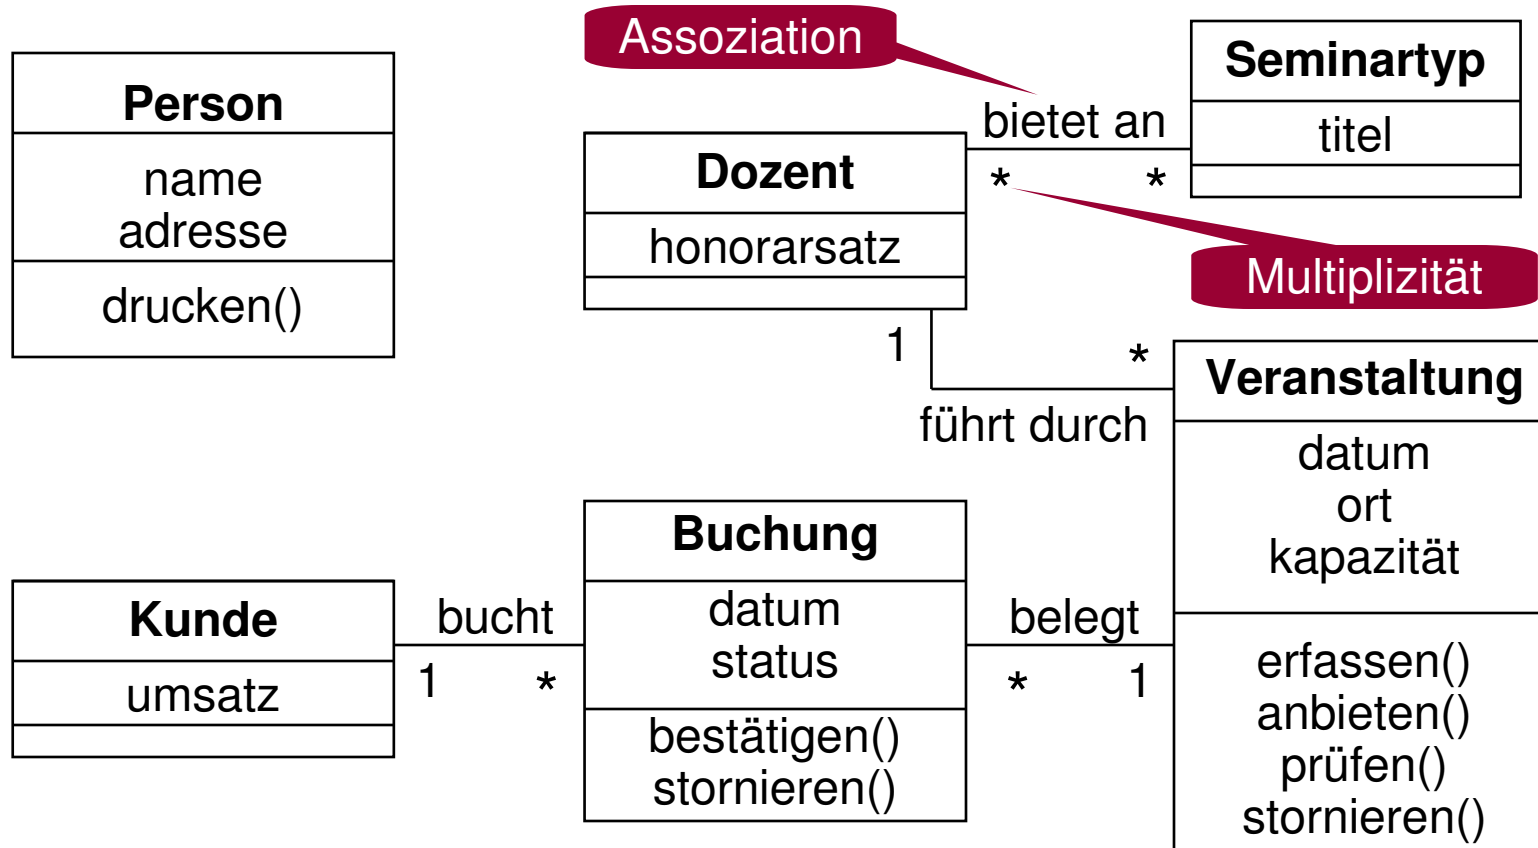 Assoziation
Person
name
adresse
drucken()
Dozent
honorarsatz
bietet an
*
*
Seminartyp
titel
Multiplizität
1
*
führt durch
Veranstaltung
datum
ort
kapazität
erfassen()
anbieten()
prüfen()
stornieren()
Kunde
umsatz
bucht
1
*
Buchung
datum
status
bestätigen()
stornieren()
belegt
*
1